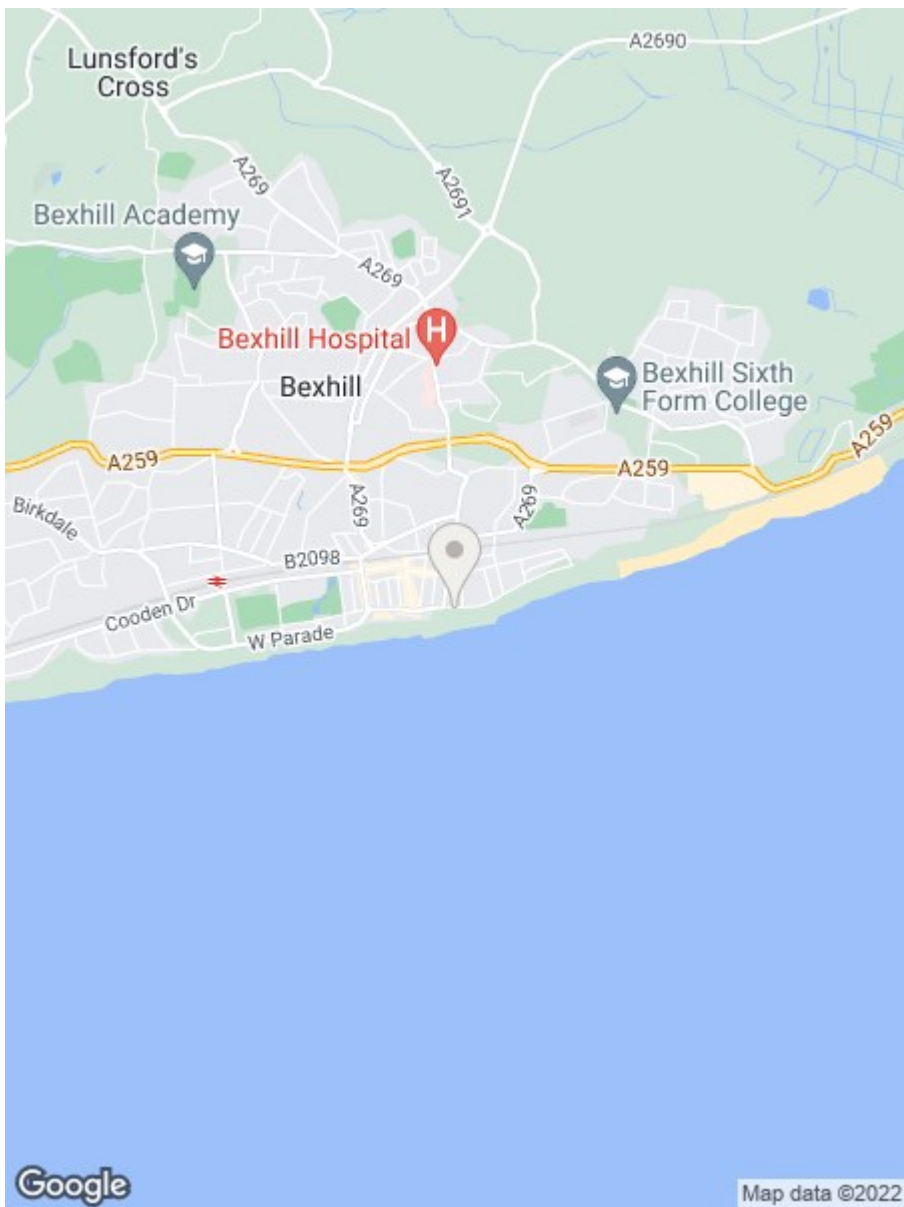 A2690
Lunsford's
Cross
A269
A2691
Bexhill Academy
A269
Bexhill Hospital
H
Bexhill
Bexhill Sixth
Form College
A259
A259
A259
Birkdale
A269
A269
B2098
Cooden Dr
W Parade
Google
Map data ©2022